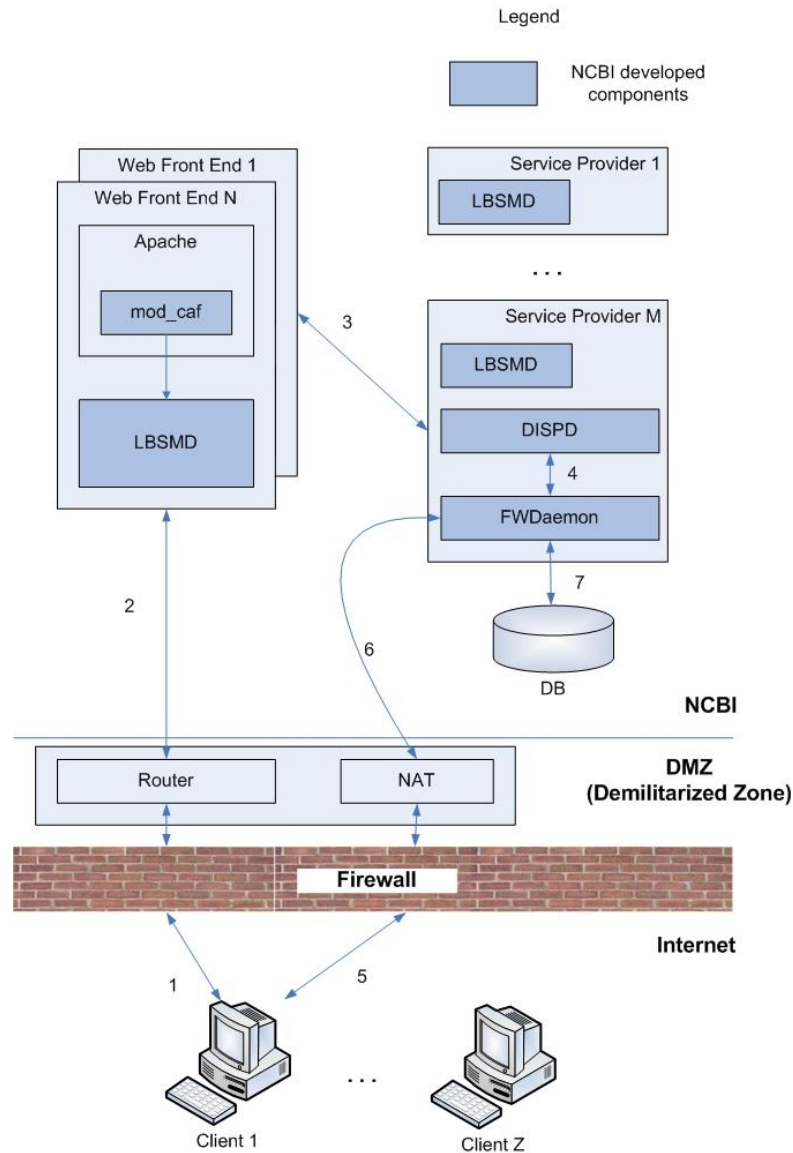 Legend
NCBI developed
components
Web Front End 1
Web Front End N
Apache
mod_caf
LBSMD
Service Provider 1
LBSMD
. . .
Service Provider M
LBSMD
DISPD
4
FWDaemon
7
DB
3
2
6
NCBI
Router
NAT
DMZ
(Demilitarized Zone)
Firewall
Internet
1
5
. . .
Client 1
Client Z